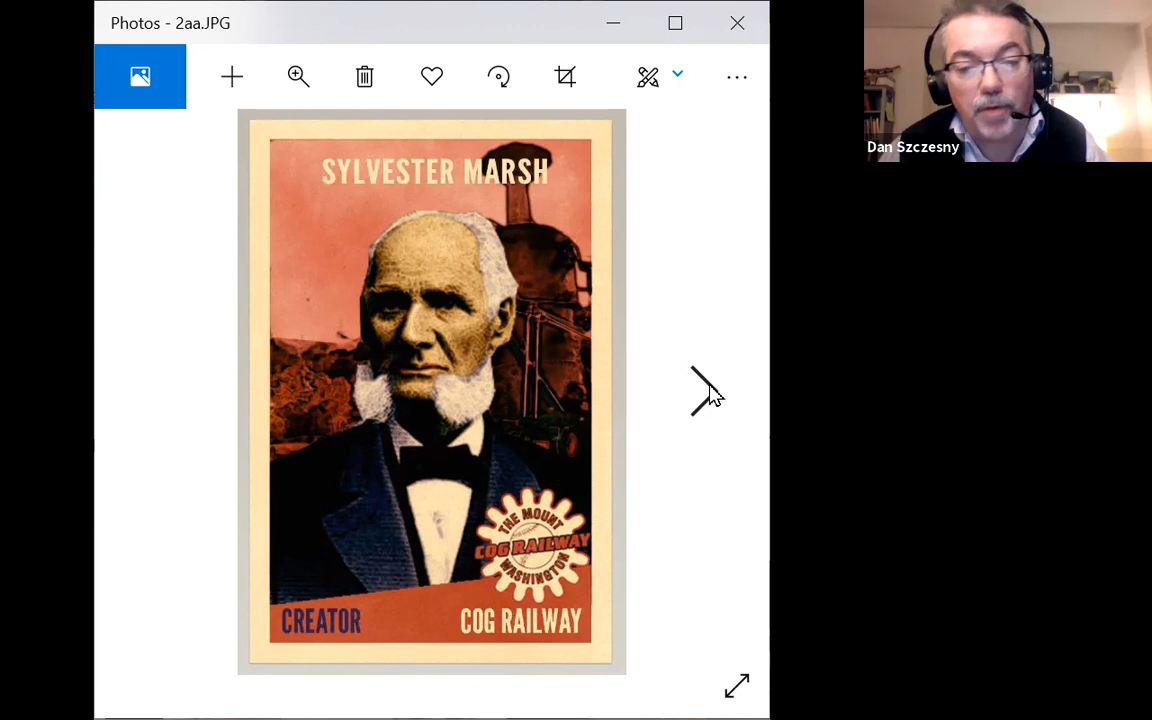 Photos - 2aa.JPG
Dan Szczesny
SYLVESTER MARSH
THE MOUNT
COG RAILWAY
WASHINGTON
CREATOR
COG RAILWAY